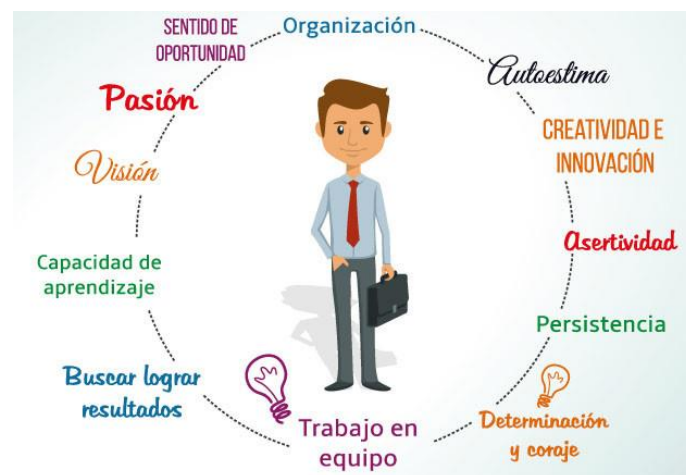 SENTIDO DE
OPORTUNIDAD
Organización
Autoestima
CREATIVIDAD E
INNOVACIÓN
Asertividad
Persistencia
Determinación
y coraje
Trabajo en
equipo
Buscar lograr
resultados
Capacidad de
aprendizaje
Visión
Pasión